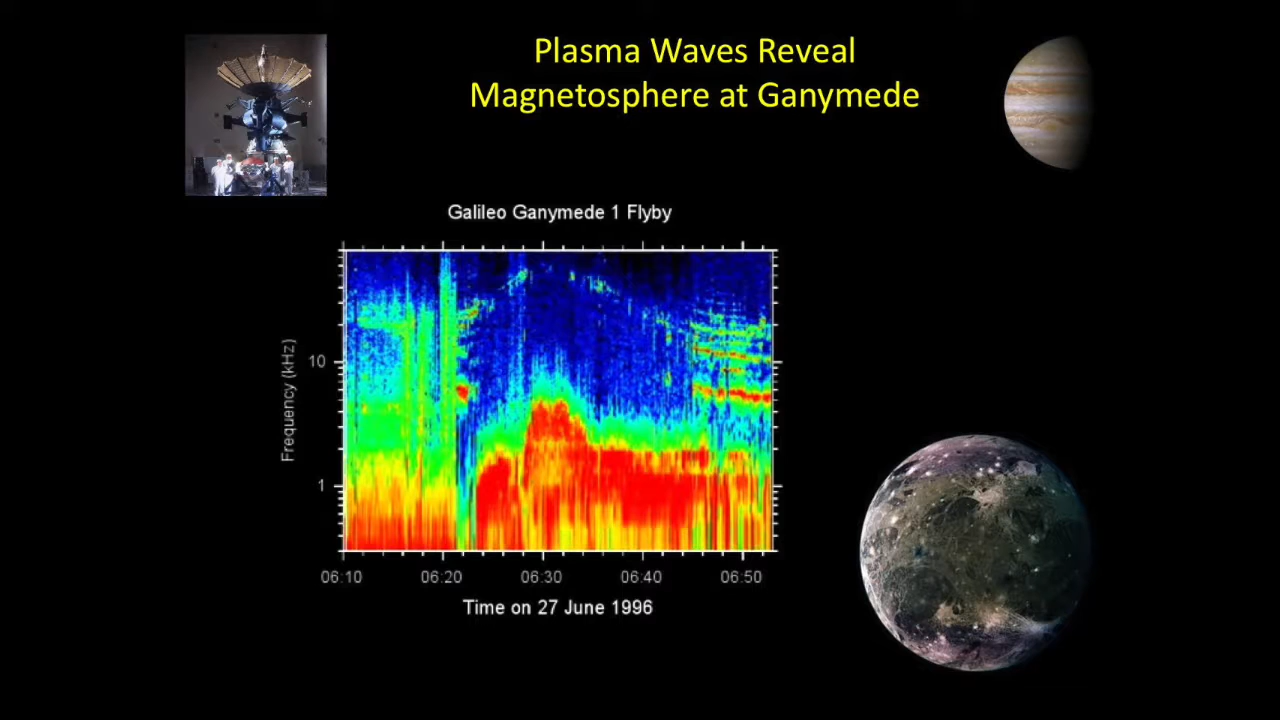 Plasma Waves Reveal
Magnetosphere at Ganymede
Galileo Ganymede 1 Flyby
Frequency (kHz)
10
1
06:10 06:20 06:30 06:40 06:50
Time on 27 June 1996